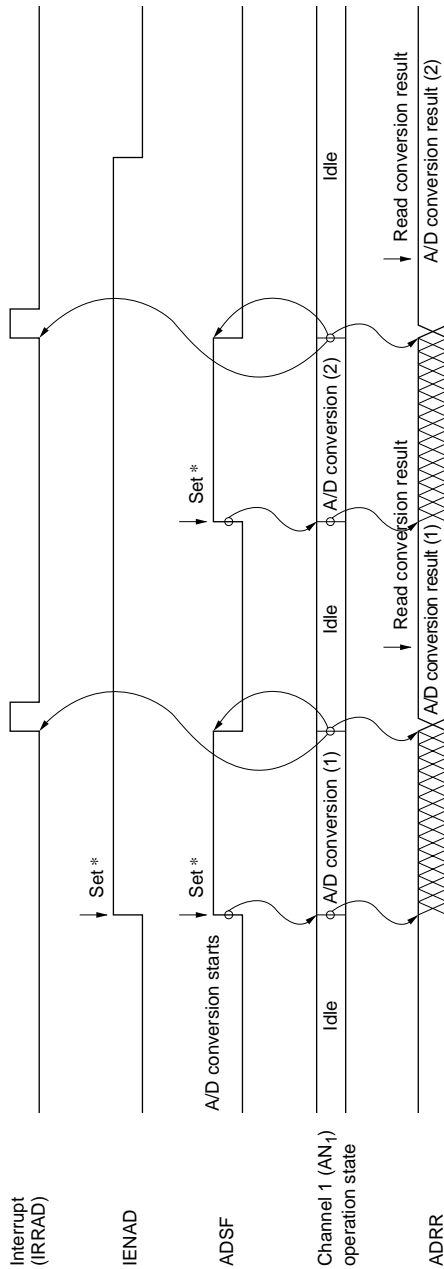 Interrupt
(IRRAD)
IENAD
Set *
ADSF
A/D conversion starts
Set *
Set *
Channel 1 (AN₁)
operation state
Idle
A/D conversion (1)
Idle
A/D conversion (2)
Idle
Read conversion result
Read conversion result
ADRR
A/D conversion result (1)
A/D conversion result (2)